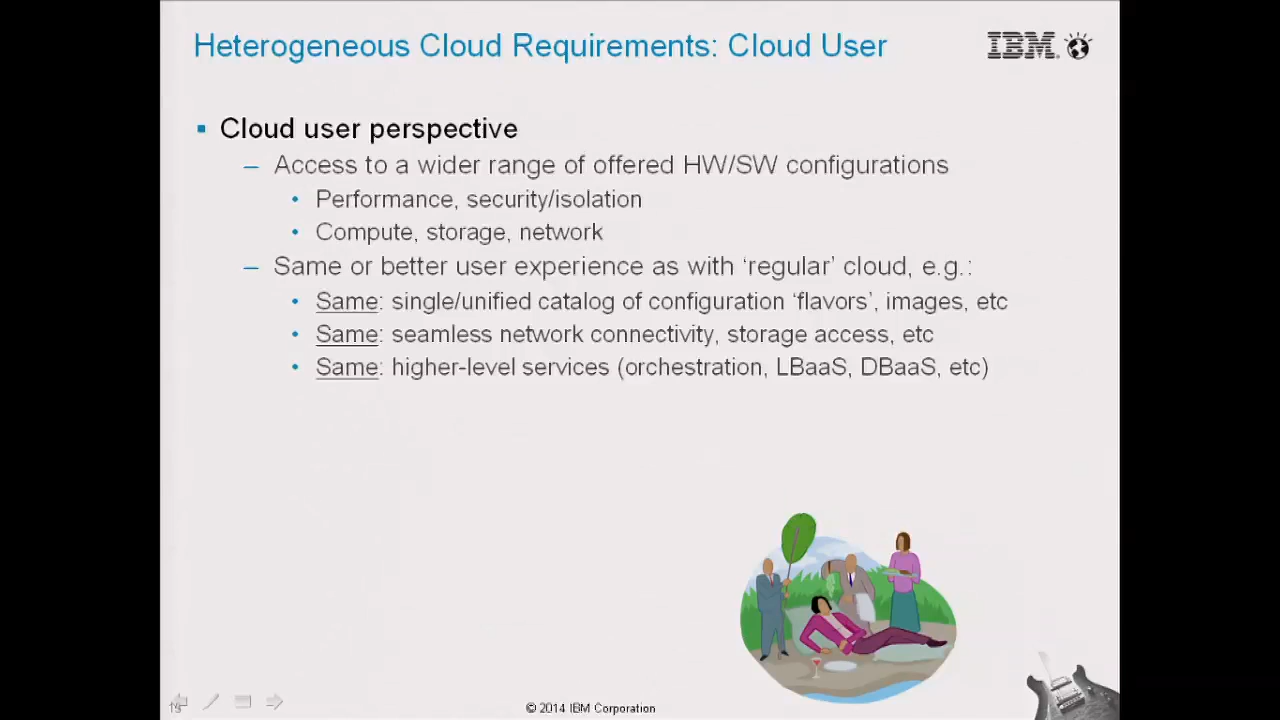 Heterogeneous Cloud Requirements: Cloud User
IBM
Cloud user perspective
– Access to a wider range of offered HW/SW configurations
• Performance, security/isolation
• Compute, storage, network
– Same or better user experience as with ‘regular’ cloud, e.g.:
• Same: single/unified catalog of configuration ‘flavors’, images, etc
• Same: seamless network connectivity, storage access, etc
• Same: higher-level services (orchestration, LBaaS, DBaaS, etc)
© 2014 IBM Corporation